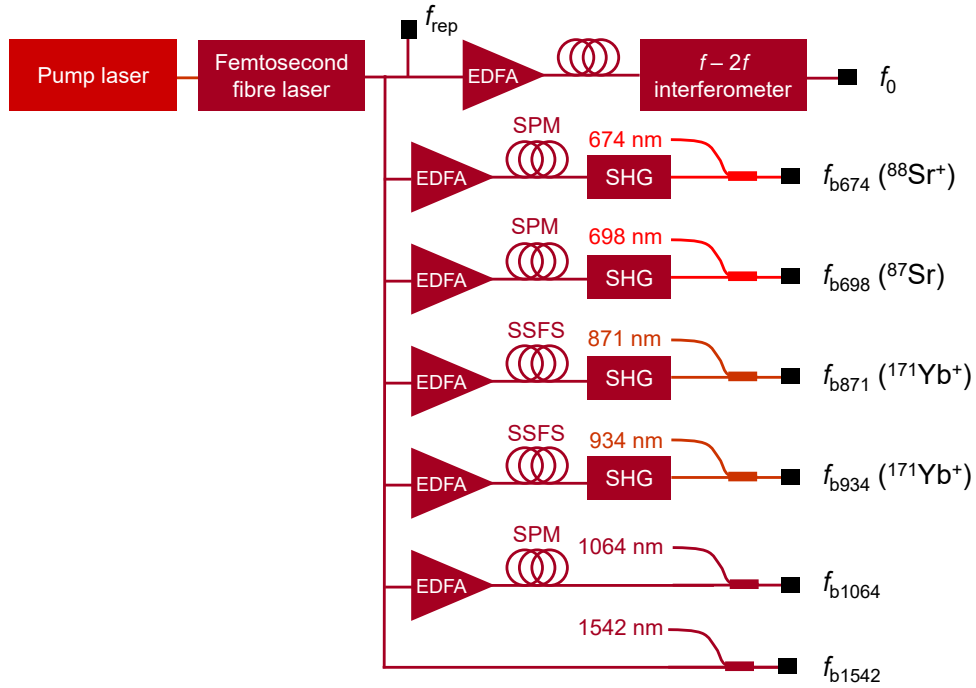 f_rep
Pump laser
Femtosecond
fibre laser
EDFA
f – 2f
interferometer
f_0
EDFA
SPM
SHG
674 nm
f_b674 (⁸⁸Sr⁺)
EDFA
SPM
SHG
698 nm
f_b698 (⁸⁷Sr)
EDFA
SSFS
SHG
871 nm
f_b871 (¹⁷¹Yb⁺)
EDFA
SSFS
SHG
934 nm
f_b934 (¹⁷¹Yb⁺)
EDFA
SPM
1064 nm
f_b1064
1542 nm
f_b1542